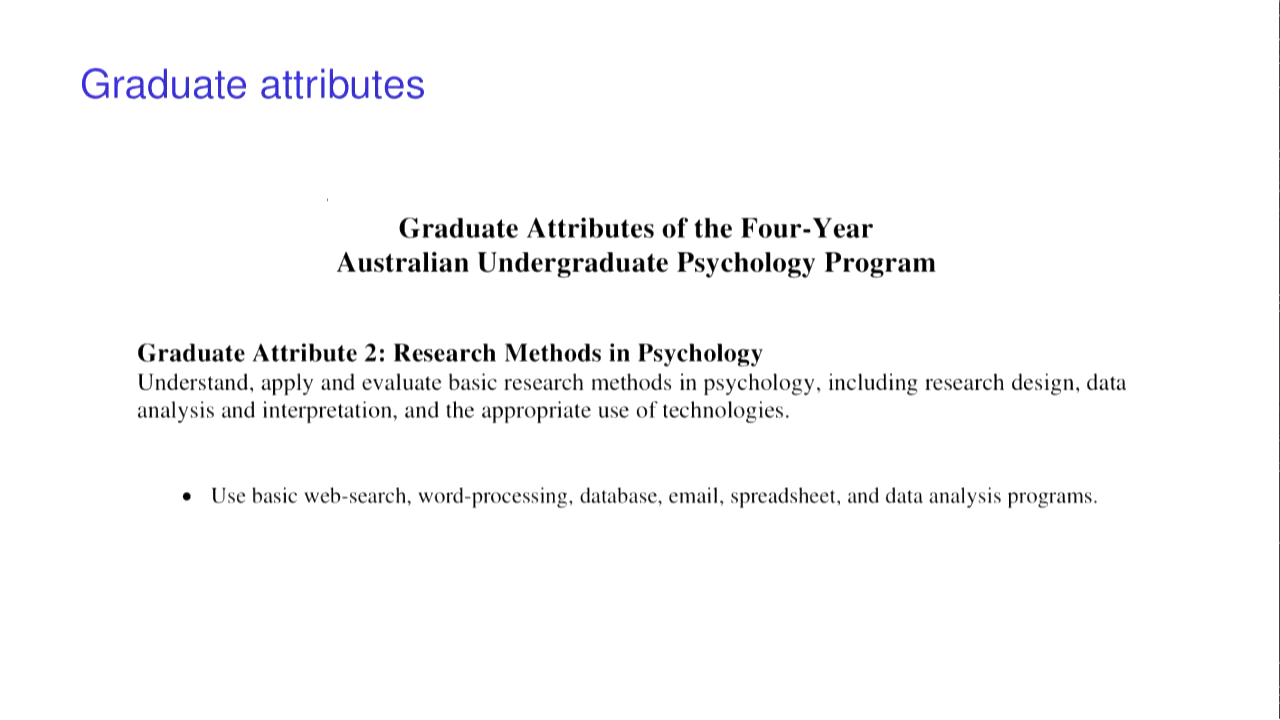 Graduate attributes
Graduate Attributes of the Four-Year
Australian Undergraduate Psychology Program
Graduate Attribute 2: Research Methods in Psychology
Understand, apply and evaluate basic research methods in psychology, including research design, data
analysis and interpretation, and the appropriate use of technologies.
• Use basic web-search, word-processing, database, email, spreadsheet, and data analysis programs.